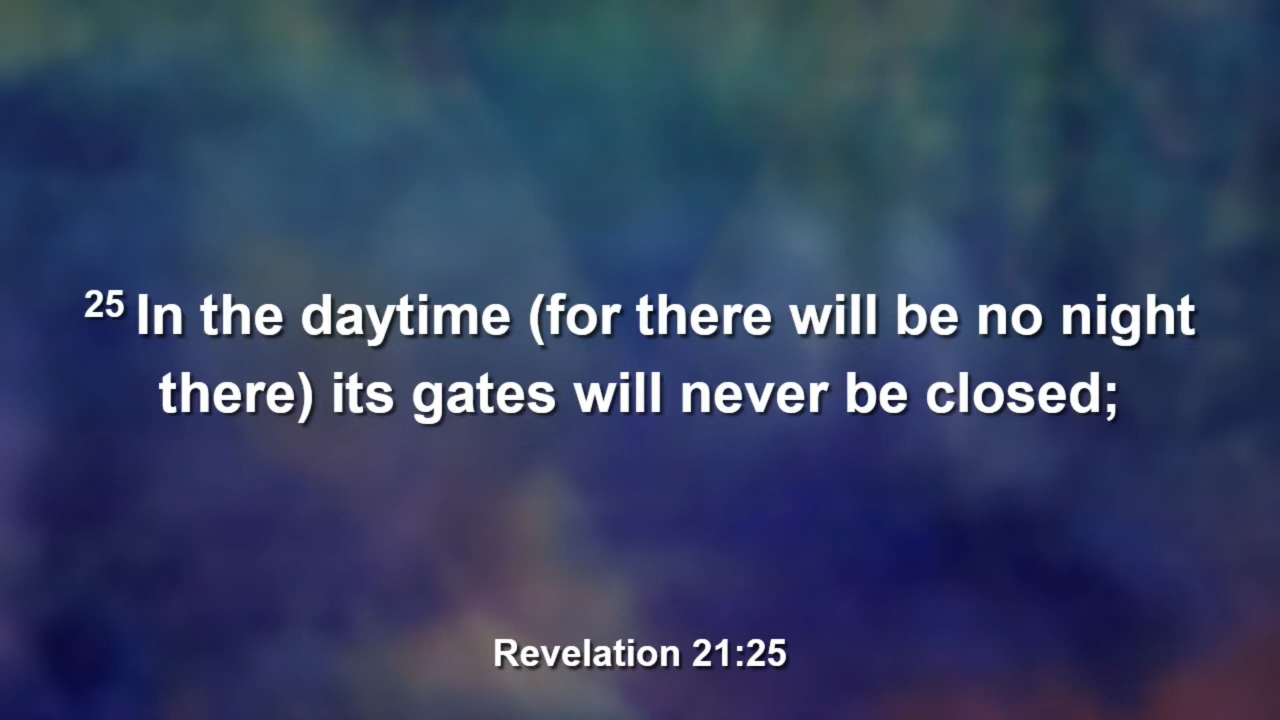 25 In the daytime (for there will be no night
there) its gates will never be closed;
Revelation 21:25